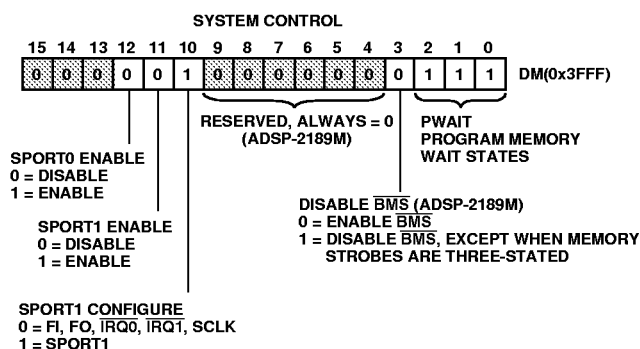 SYSTEM CONTROL
15 14 13 12 11 10 9 8 7 6 5 4 3 2 1 0
0 0 0 0 0 1 0 0 0 0 0 0 0 1 1 1 DM(0x3FFF)
RESERVED, ALWAYS = 0
(ADSP-2189M)
PWAIT
PROGRAM MEMORY
WAIT STATES
SPORT0 ENABLE
0 = DISABLE
1 = ENABLE
DISABLE BMS (ADSP-2189M)
0 = ENABLE BMS
1 = DISABLE BMS, EXCEPT WHEN MEMORY
STROBES ARE THREE-STATED
SPORT1 ENABLE
0 = DISABLE
1 = ENABLE
SPORT1 CONFIGURE
0 = FI, FO, IRQ0, IRQ1, SCLK
1 = SPORT1